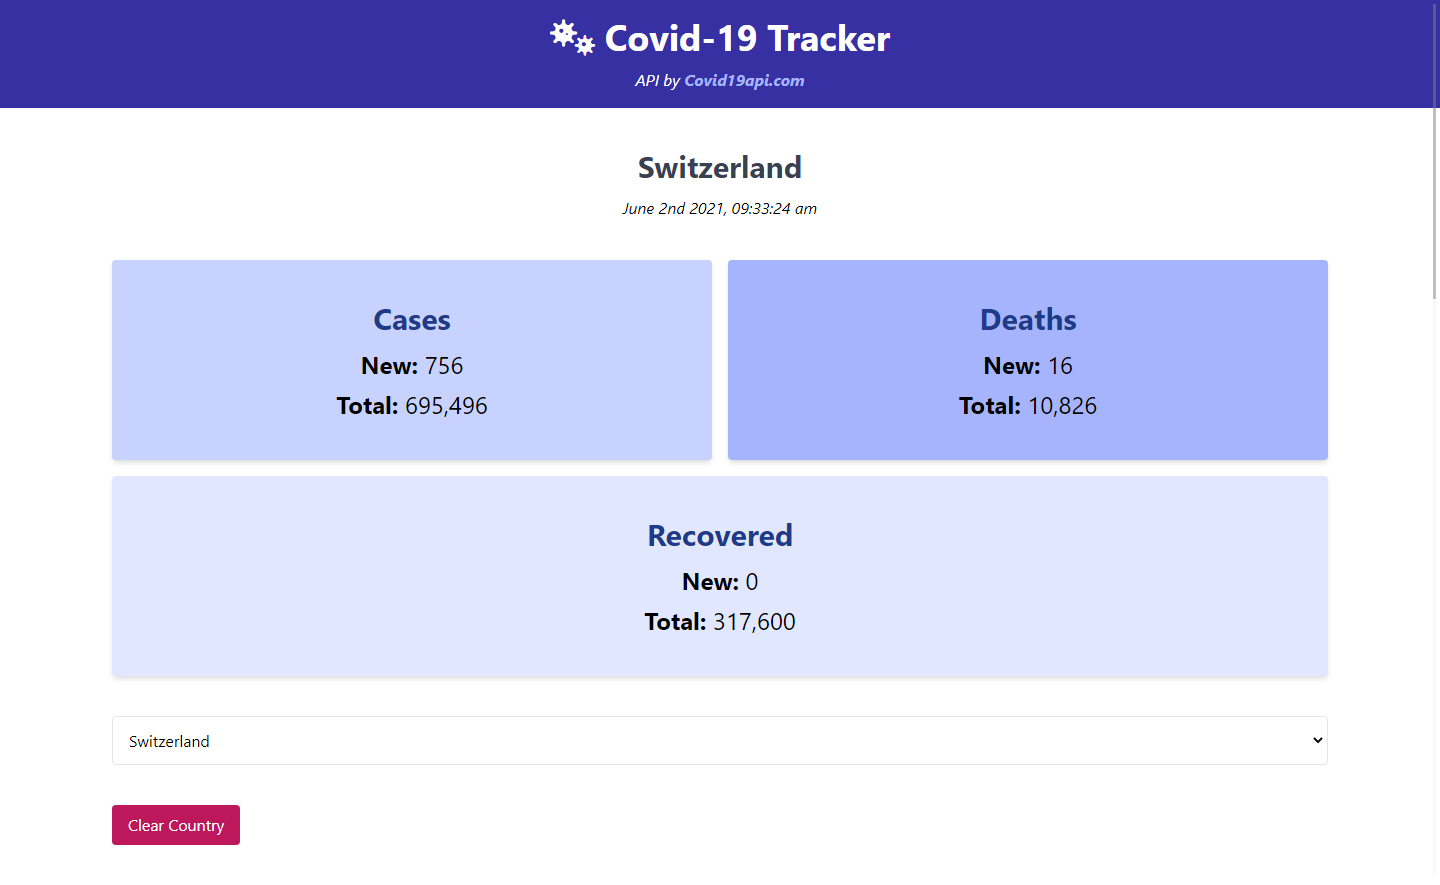 Covid-19 Tracker
API by Covid19api.com
Switzerland
June 2nd 2021, 09:33:24 am
Cases
New: 756
Total: 695,496
Deaths
New: 16
Total: 10,826
Recovered
New: 0
Total: 317,600
Switzerland
Clear Country